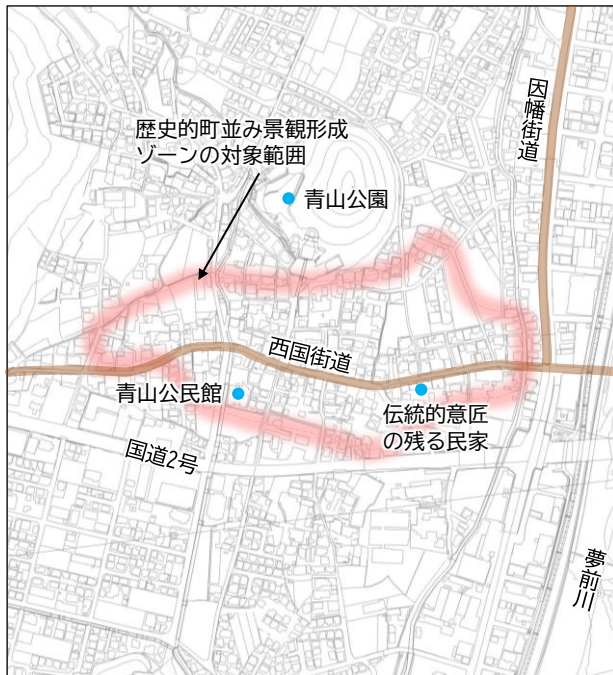 因幡街道
歴史的町並み景観形成
ゾーンの対象範囲
青山公園
西国街道
青山公民館
伝統的意匠
の残る民家
国道2号
夢前川